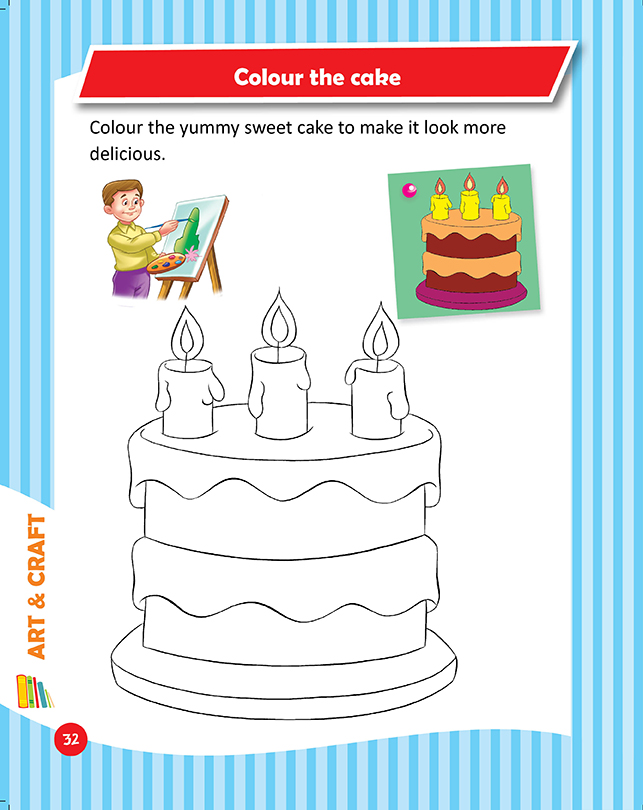 Colour the cake
Colour the yummy sweet cake to make it look more
delicious.
ART & CRAFT
32